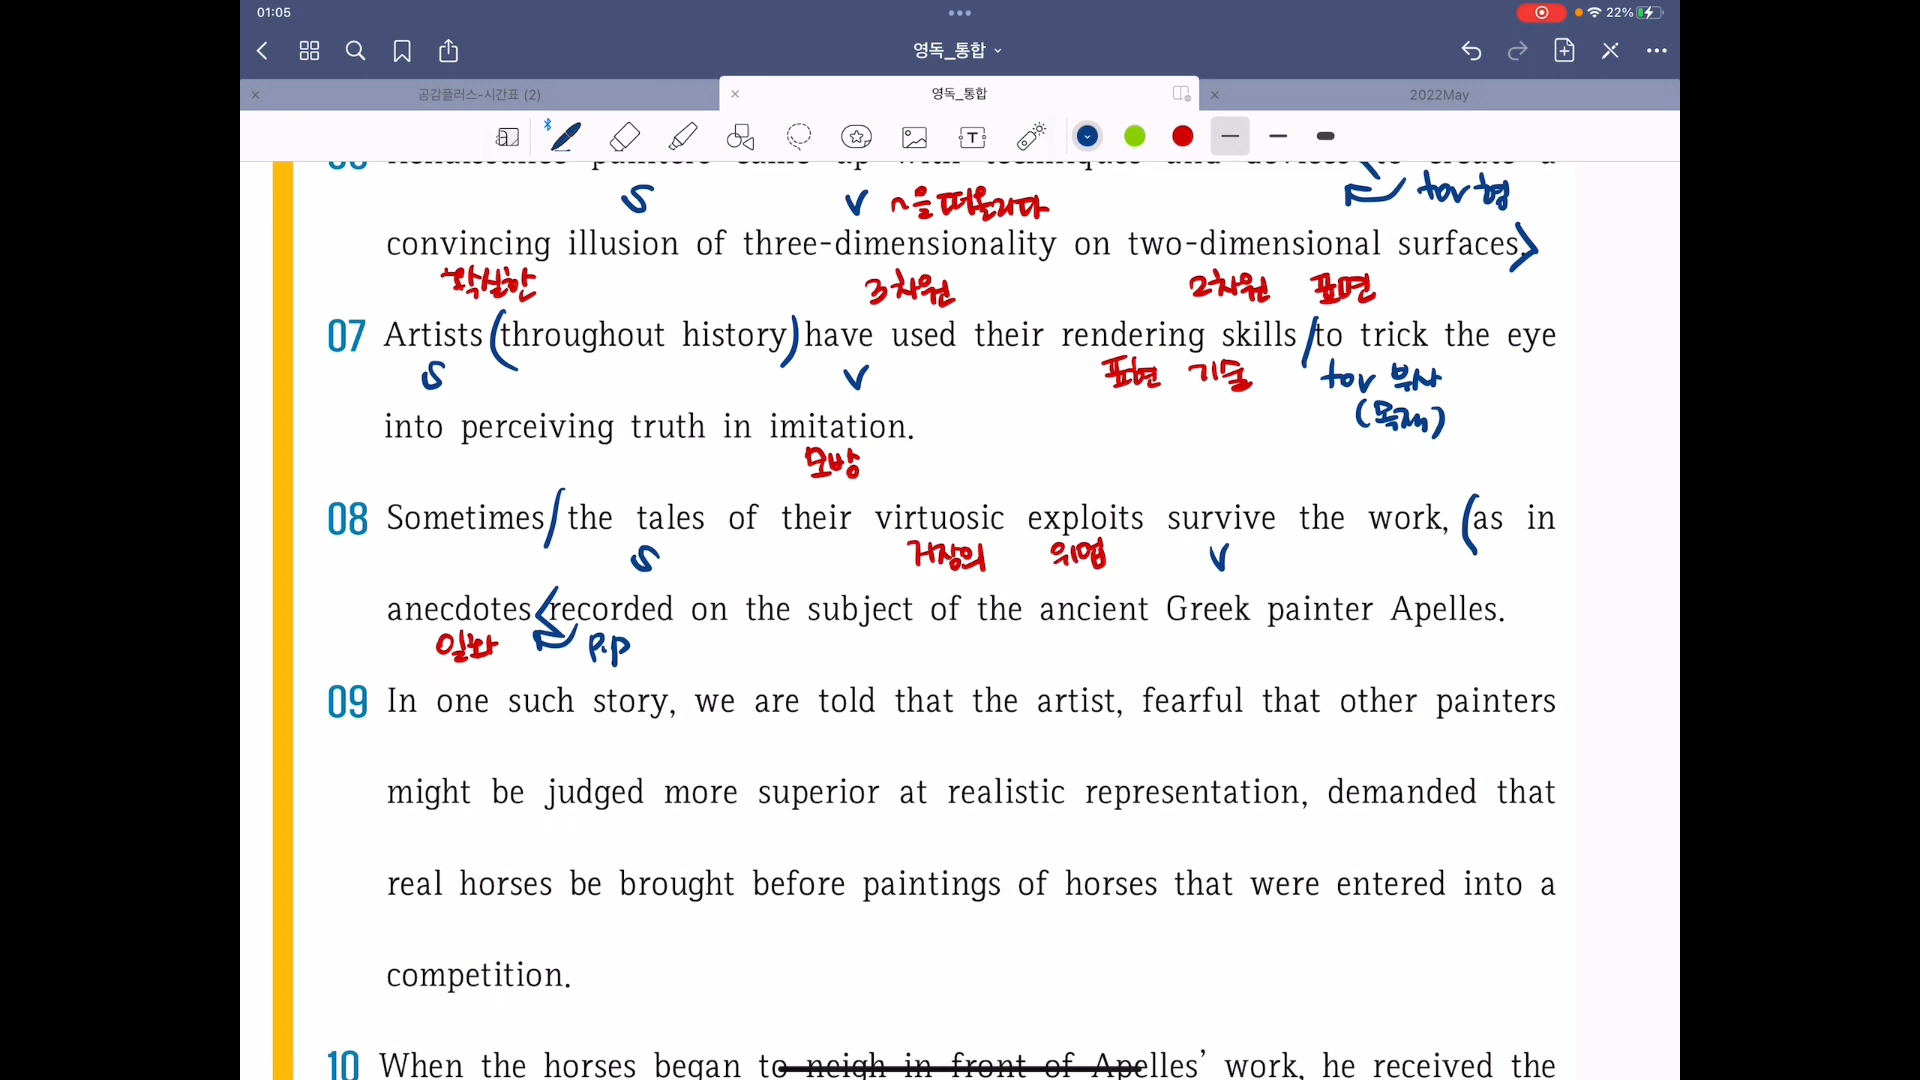 01:05
22%
영독_통합
공감플러스-시간표 (2)
영독_통합
2022May
convincing illusion of three-dimensionality on two-dimensional surfaces.
S V ~을 떠올리다 toV 형
확실한 3차원 2차원 표면
07 Artists (throughout history) have used their rendering skills / to trick the eye
S V 표현 기술 toV 부사
(목적)
into perceiving truth in imitation.
모방
08 Sometimes / the tales of their virtuosic exploits survive the work, (as in
S 거장의 위업 V
anecdotes <recorded on the subject of the ancient Greek painter Apelles.
일화 P.P
09 In one such story, we are told that the artist, fearful that other painters
might be judged more superior at realistic representation, demanded that
real horses be brought before paintings of horses that were entered into a
competition.
10 When the horses began to neigh in front of Apelles' work, he received the